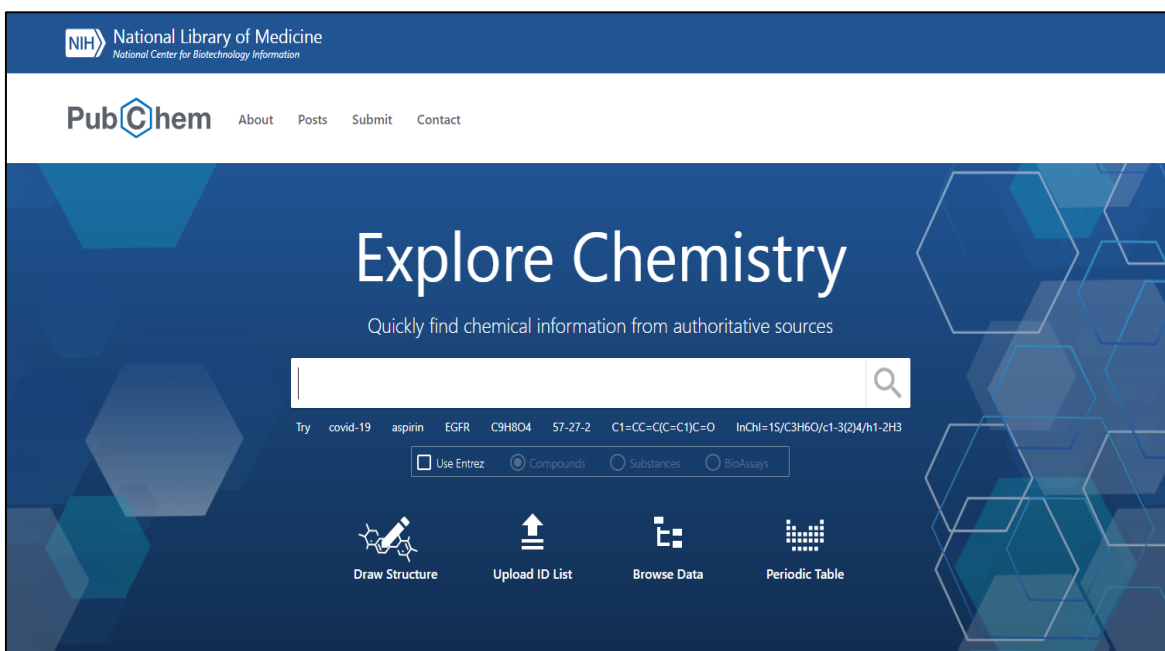 NIH National Library of Medicine
National Center for Biotechnology Information
PubChem About Posts Submit Contact
Explore Chemistry
Quickly find chemical information from authoritative sources
Try covid-19 aspirin EGFR C9H8O4 57-27-2 C1=CC=C(C=C1)C=O InChI=1S/C3H6O/c1-3(2)4/h1-2H3
Use Entrez Compounds Substances BioAssays
Draw Structure Upload ID List Browse Data Periodic Table